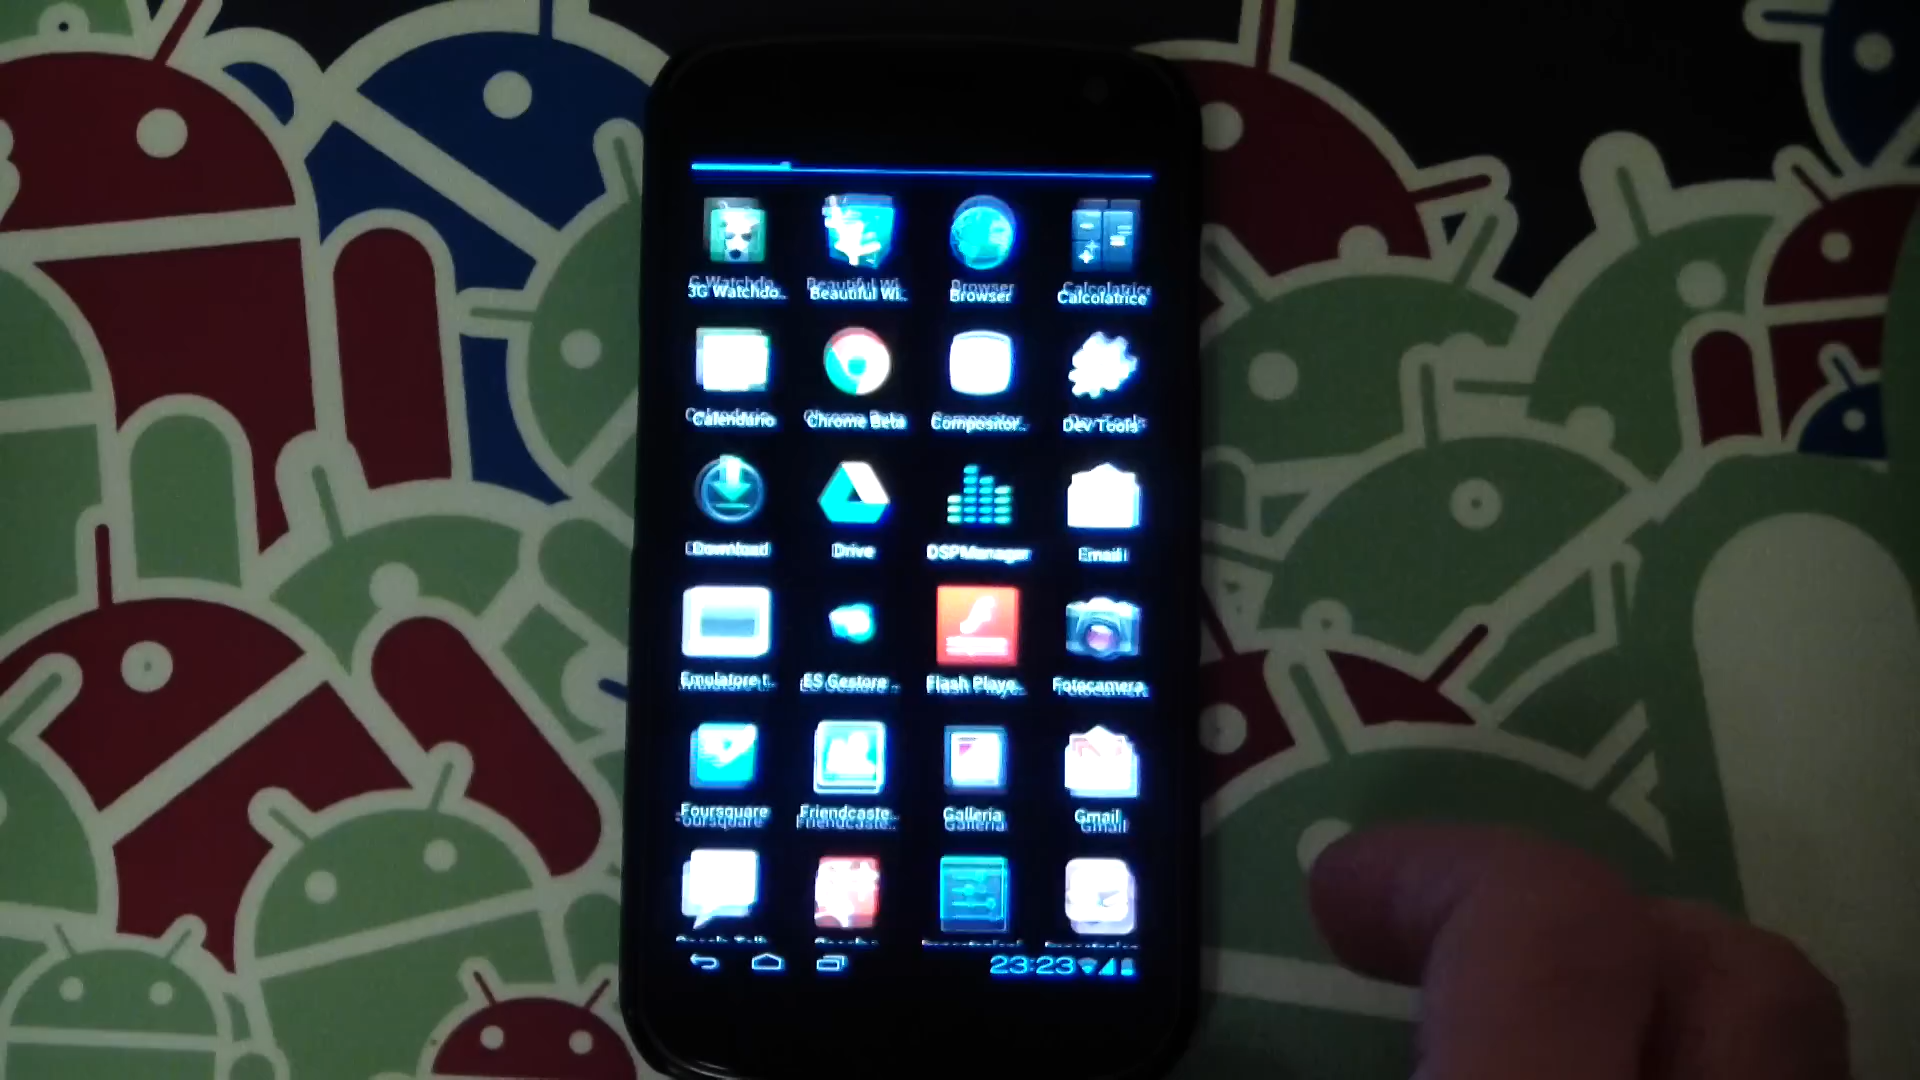 3G Watchdo.. Beautiful Wi.. Browser Calcolatrice
Calendario Chrome Beta Compositor.. Dev Tools
Download Drive DSPManager Email
Emulatore t.. ES Gestore .. Flash Playe.. Fotocamera
Foursquare Friendcaste.. Galleria Gmail
23:23